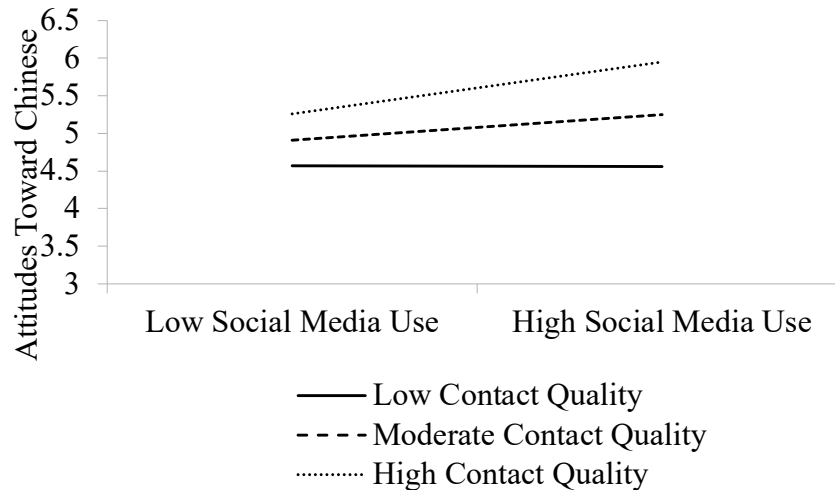 Attitudes Toward Chinese
6.5
6
5.5
5
4.5
4
3.5
3
Low Social Media Use
High Social Media Use
Low Contact Quality
Moderate Contact Quality
High Contact Quality